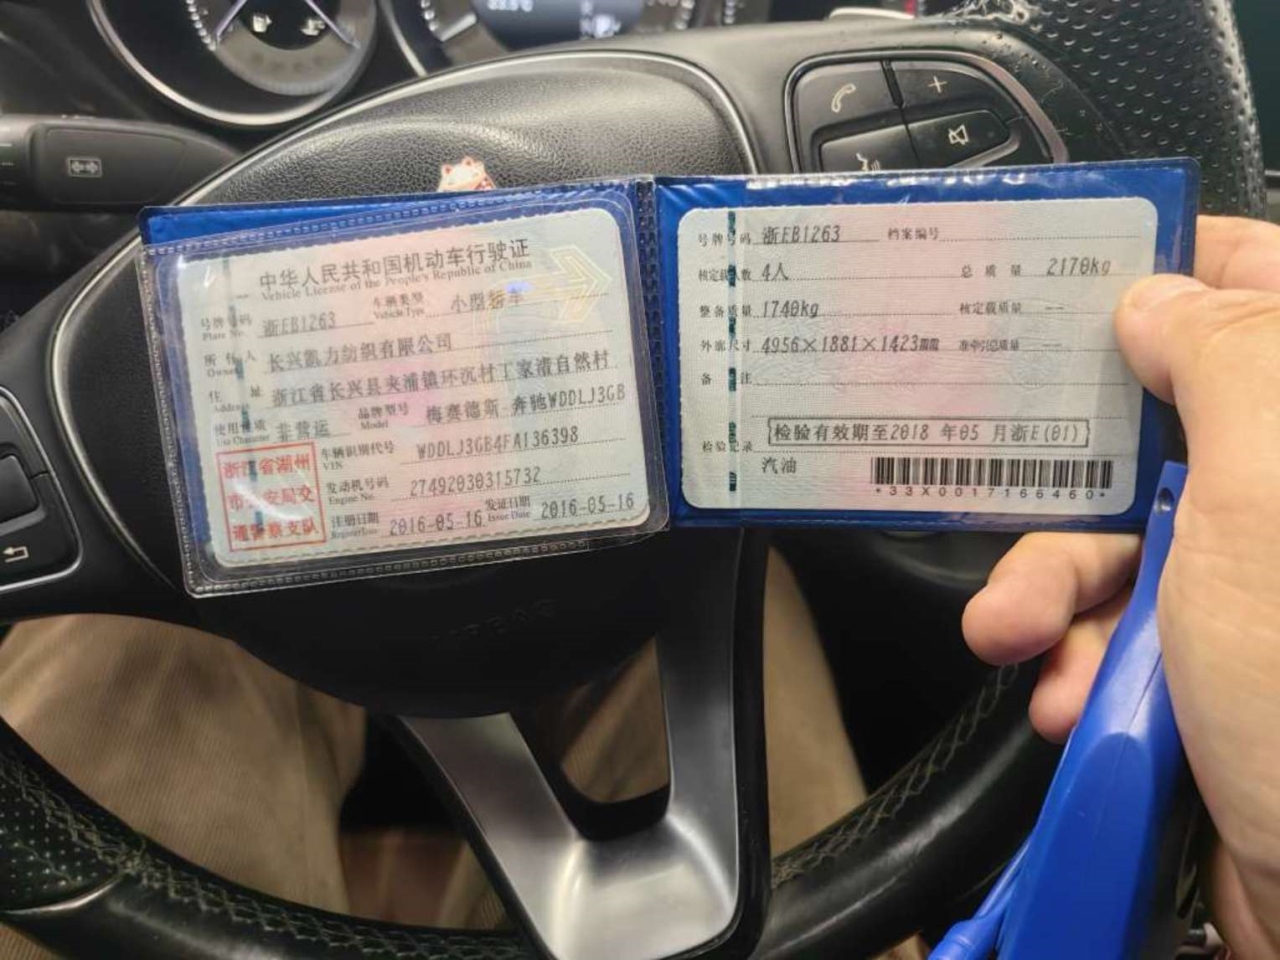 中华人民共和国机动车行驶证
Vehicle License of the People's Republic of China
号牌号码 浙EB1263 车辆类型 小型轿车
Plate No. Vehicle Type
所有人 长兴凯力纺织有限公司
Owner
住址 浙江省长兴县夹浦镇环沉村丁家渚自然村
Address
使用性质 非营运 品牌型号 梅赛德斯-奔驰WDDLJ3GB
Use Character Model
车辆识别代号 WDDLJ3GB4FA136398
VIN
发动机号码 27492030315732
Engine No.
注册日期 2016-05-16 发证日期 2016-05-16
Register Date Issue Date
浙江省湖州
市公安局交
通警察支队
号牌号码 浙EB1263 档案编号
核定载人数 4人 总质量 2170kg
整备质量 1740kg 核定载质量 --
外廓尺寸 4956×1881×1423 准牵引总质量 --
备注
检验有效期至2018年05月浙E(01)
检验记录
汽油
*33X0017166460*